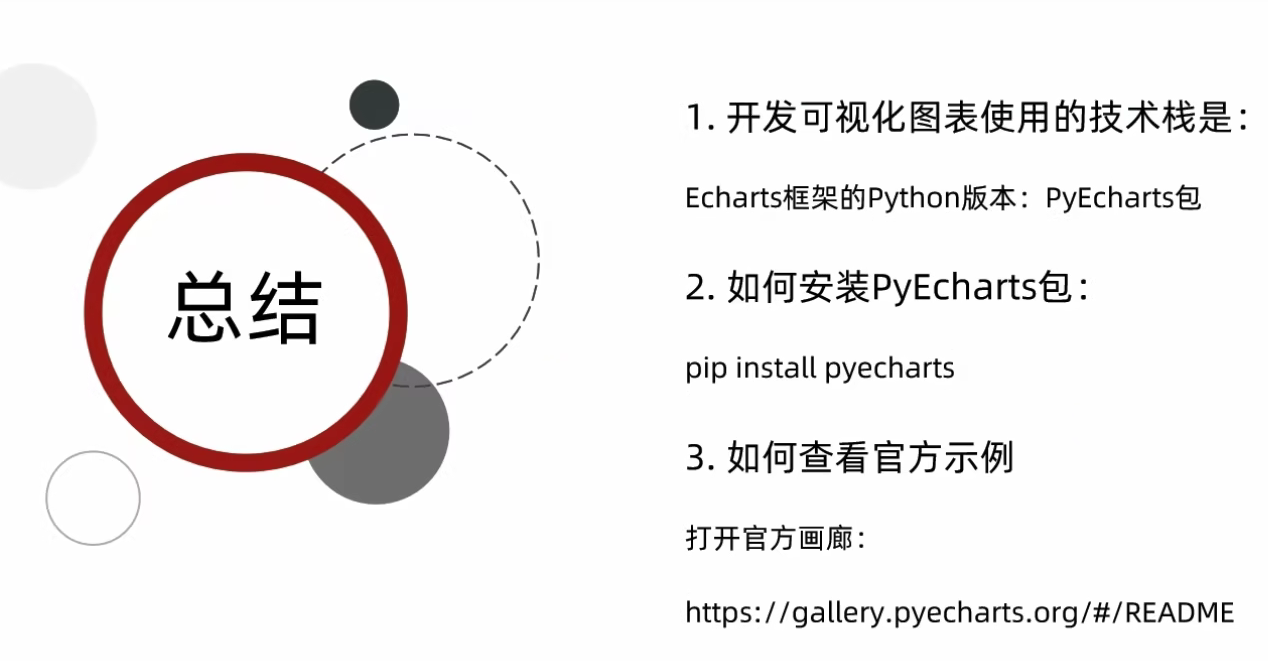 总结
1. 开发可视化图表使用的技术栈是：
Echarts框架的Python版本：PyEcharts包
2. 如何安装PyEcharts包：
pip install pyecharts
3. 如何查看官方示例
打开官方画廊：
https://gallery.pyecharts.org/#/README